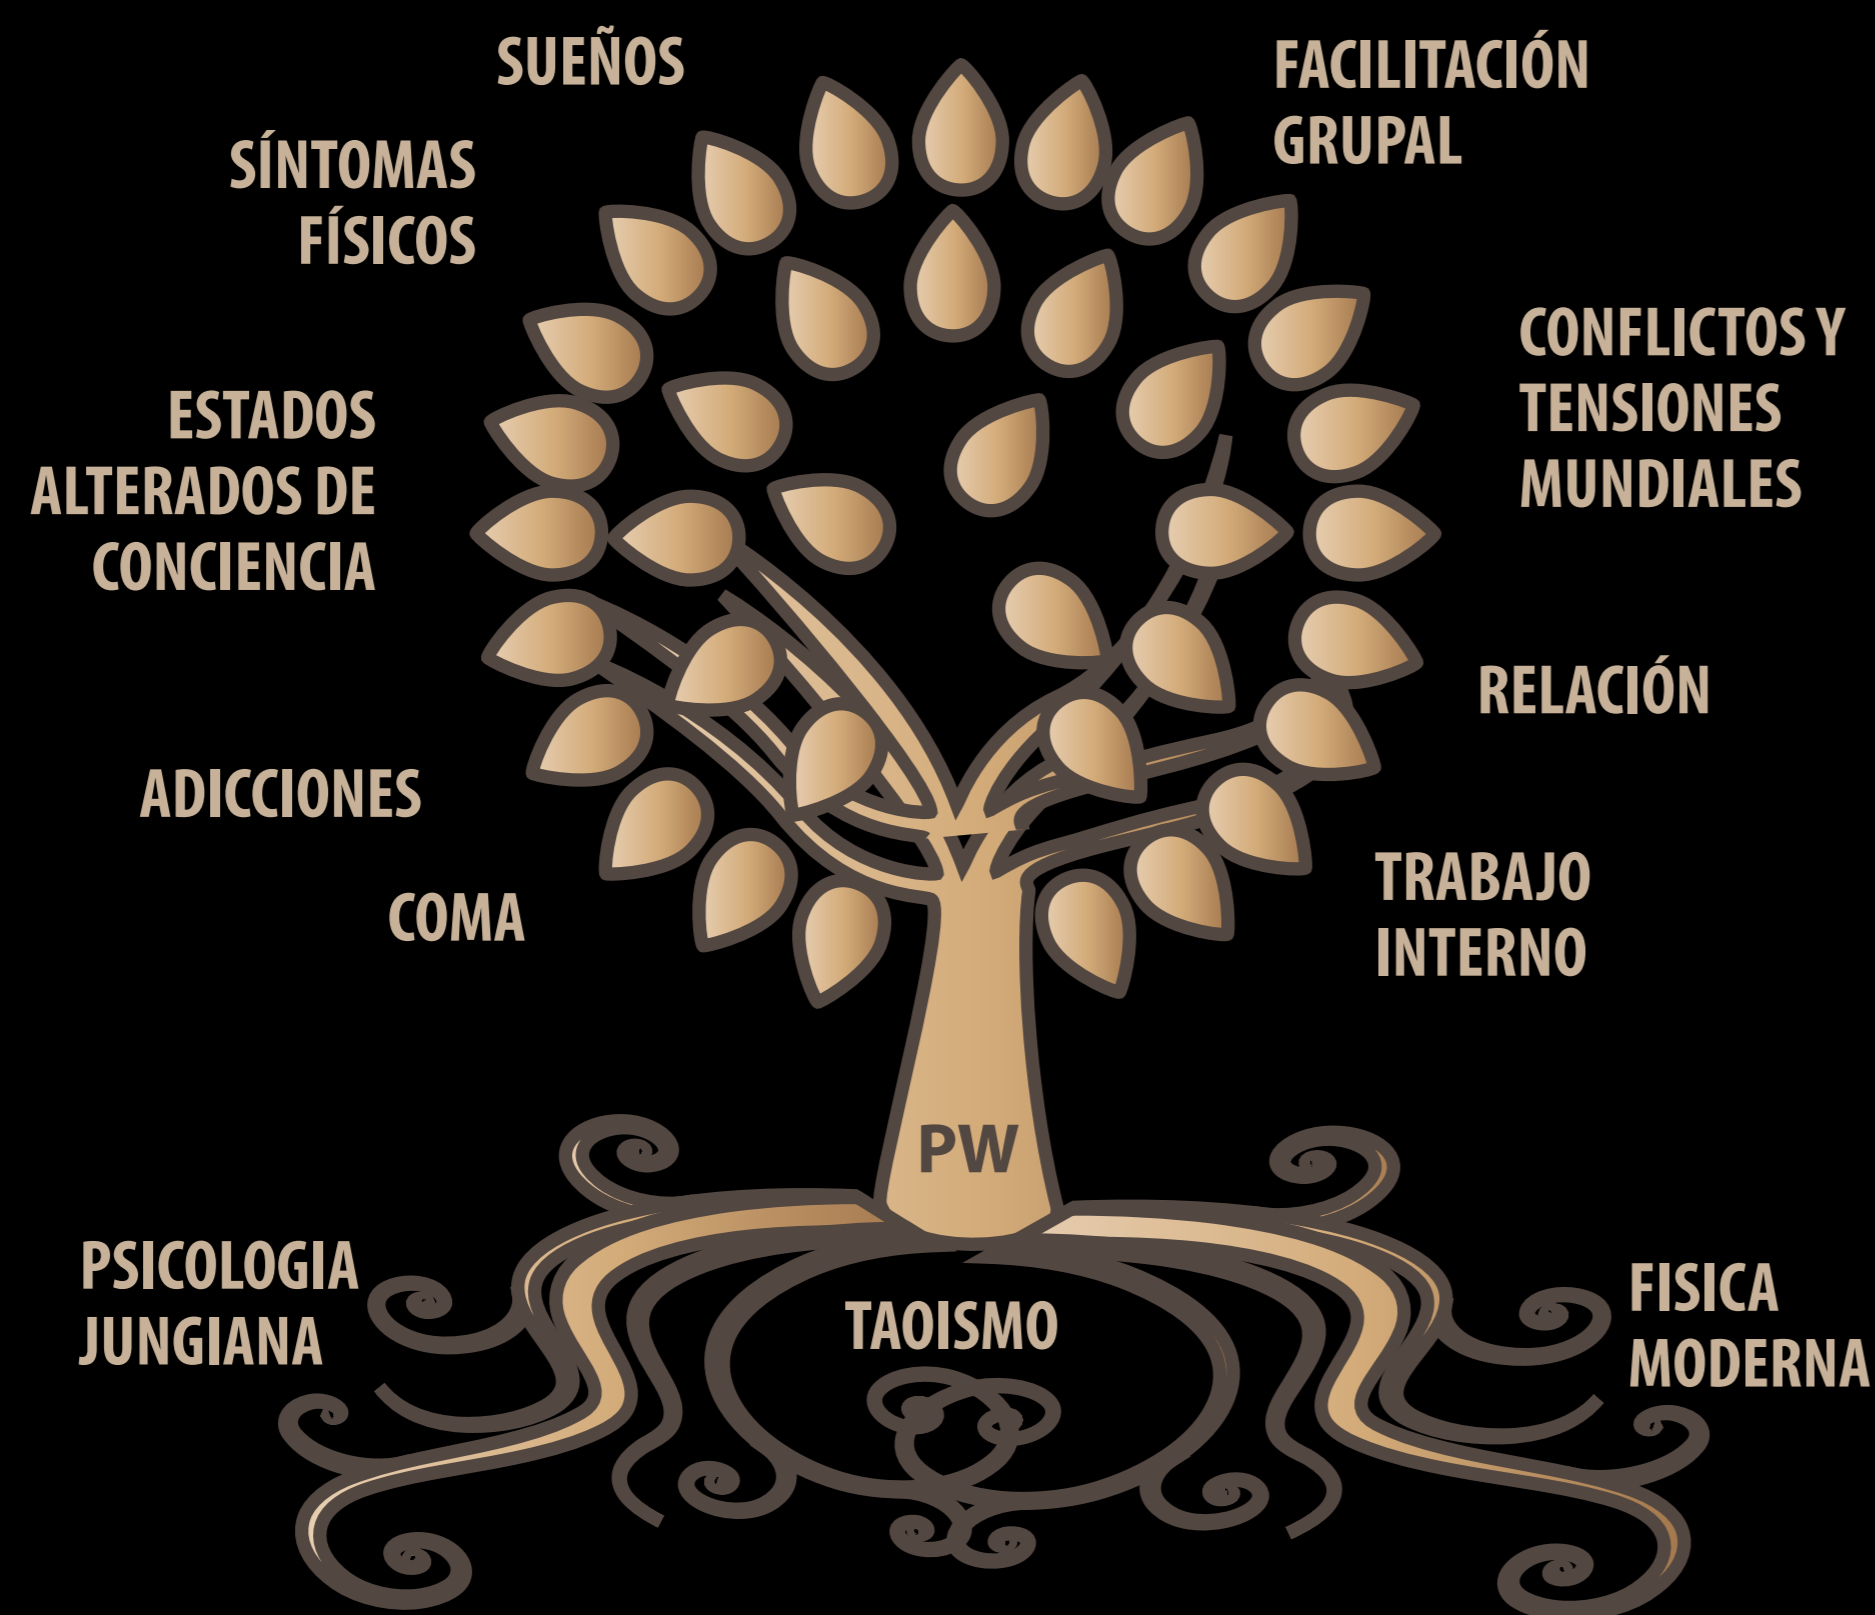 SUEÑOS
FACILITACIÓN
GRUPAL
SÍNTOMAS
FÍSICOS
CONFLICTOS Y
TENSIONES
MUNDIALES
ESTADOS
ALTERADOS DE
CONCIENCIA
RELACIÓN
ADICCIONES
TRABAJO
INTERNO
COMA
PW
PSICOLOGIA
JUNGIANA
TAOISMO
FISICA
MODERNA